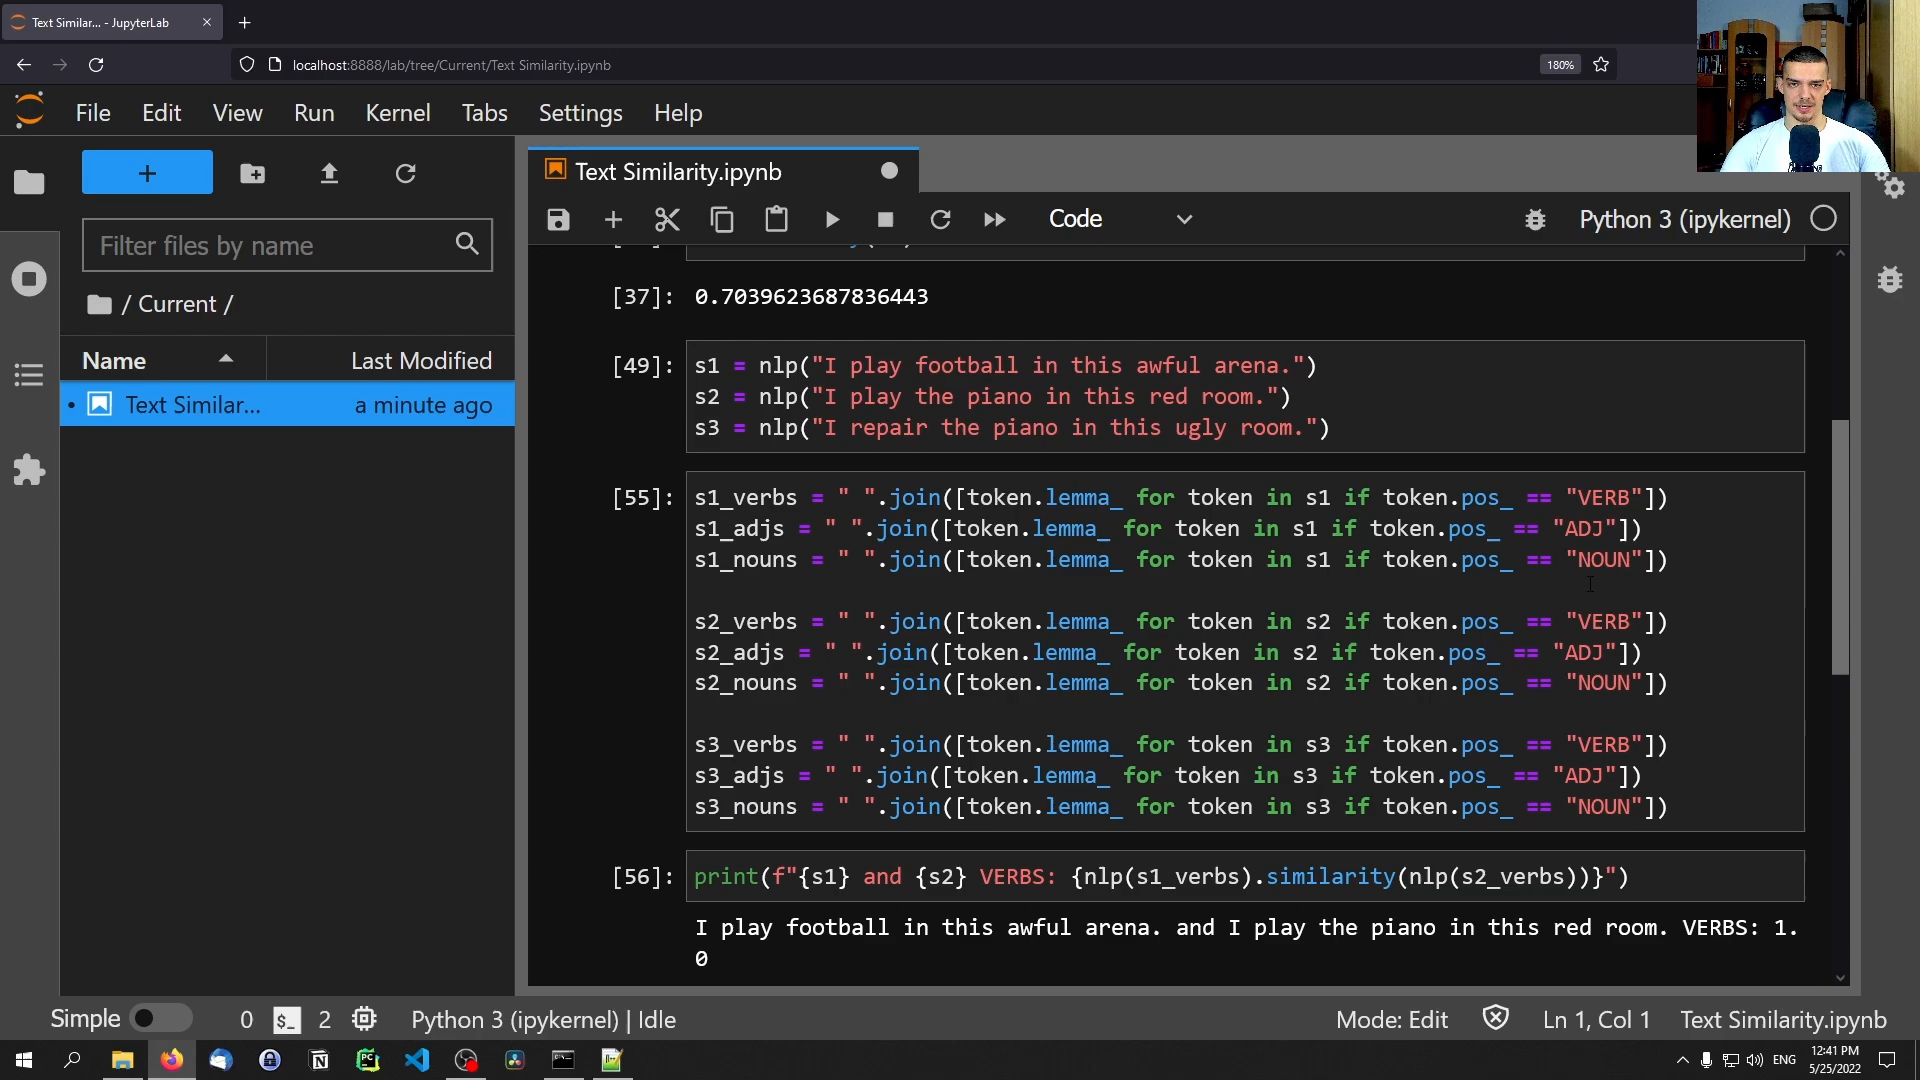 Text Similar... - JupyterLab
localhost:8888/lab/tree/Current/Text Similarity.ipynb
180%
File Edit View Run Kernel Tabs Settings Help
Text Similarity.ipynb
Code
Python 3 (ipykernel)
Filter files by name
/ Current /
Name Last Modified
Text Similar... a minute ago
[37]: 0.7039623687836443
[49]: s1 = nlp("I play football in this awful arena.")
s2 = nlp("I play the piano in this red room.")
s3 = nlp("I repair the piano in this ugly room.")
[55]: s1_verbs = " ".join([token.lemma_ for token in s1 if token.pos_ == "VERB"])
s1_adjs = " ".join([token.lemma_ for token in s1 if token.pos_ == "ADJ"])
s1_nouns = " ".join([token.lemma_ for token in s1 if token.pos_ == "NOUN"])
s2_verbs = " ".join([token.lemma_ for token in s2 if token.pos_ == "VERB"])
s2_adjs = " ".join([token.lemma_ for token in s2 if token.pos_ == "ADJ"])
s2_nouns = " ".join([token.lemma_ for token in s2 if token.pos_ == "NOUN"])
s3_verbs = " ".join([token.lemma_ for token in s3 if token.pos_ == "VERB"])
s3_adjs = " ".join([token.lemma_ for token in s3 if token.pos_ == "ADJ"])
s3_nouns = " ".join([token.lemma_ for token in s3 if token.pos_ == "NOUN"])
[56]: print(f"{s1} and {s2} VERBS: {nlp(s1_verbs).similarity(nlp(s2_verbs))}")
I play football in this awful arena. and I play the piano in this red room. VERBS: 1.
0
Simple 0 $_ 2 Python 3 (ipykernel) | Idle Mode: Edit Ln 1, Col 1 Text Similarity.ipynb
ENG 12:41 PM
5/25/2022